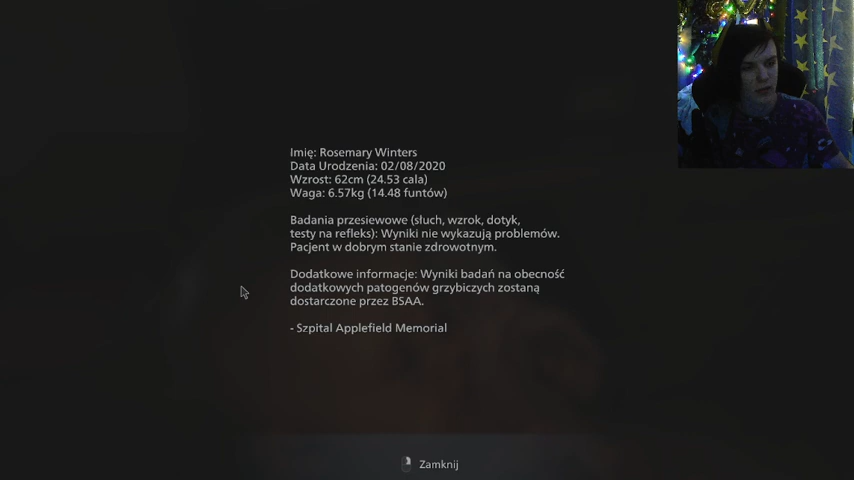 Imię: Rosemary Winters
Data Urodzenia: 02/08/2020
Wzrost: 62cm (24.53 cala)
Waga: 6.57kg (14.48 funtów)
Badania przesiewowe (słuch, wzrok, dotyk,
testy na refleks): Wyniki nie wykazują problemów.
Pacjent w dobrym stanie zdrowotnym.
Dodatkowe informacje: Wyniki badań na obecność
dodatkowych patogenów grzybiczych zostaną
dostarczone przez BSAA.
- Szpital Applefield Memorial
Zamknij